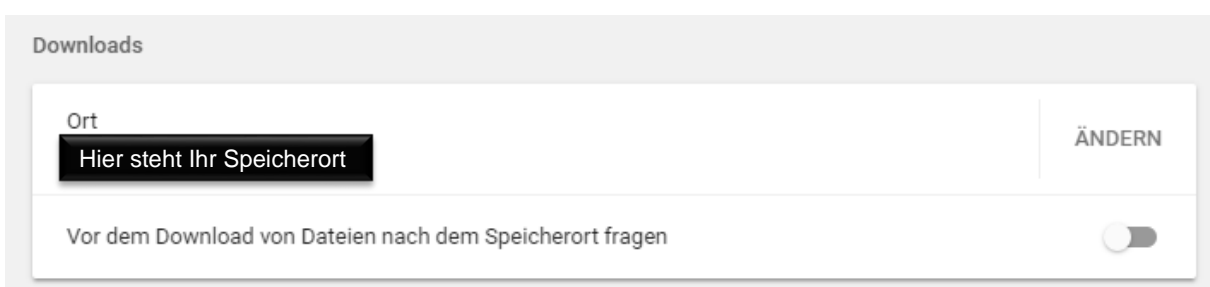 Downloads
Ort
ÄNDERN
Hier steht Ihr Speicherort
Vor dem Download von Dateien nach dem Speicherort fragen